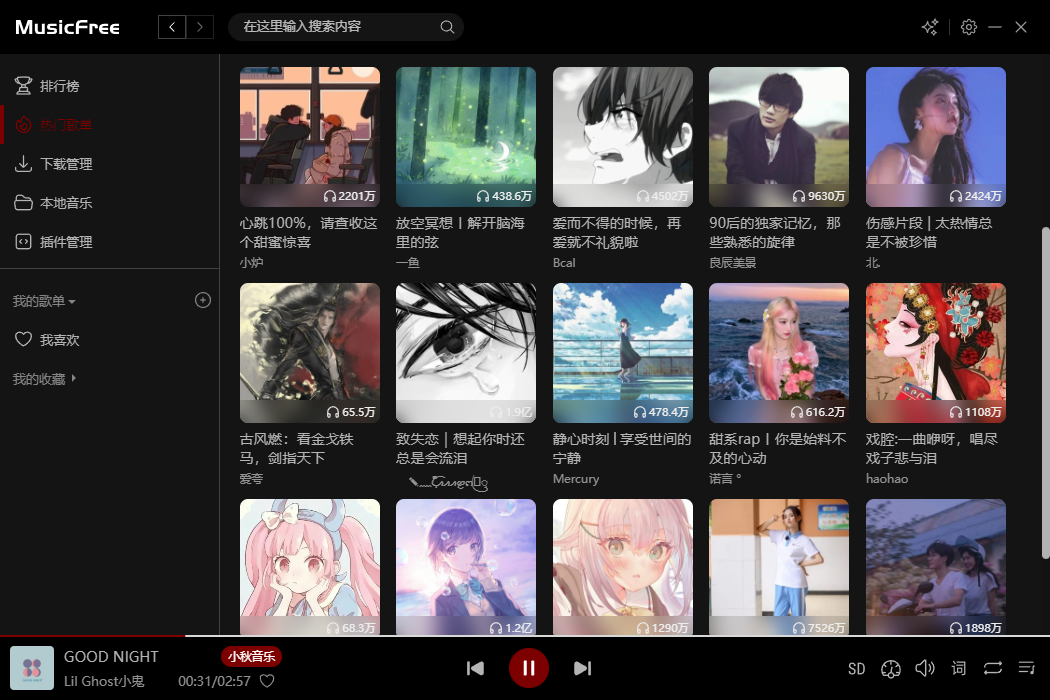 MusicFree
在这里输入搜索内容
排行榜
热门歌单
下载管理
本地音乐
插件管理
我的歌单
我喜欢
我的收藏
2201万
438.6万
4502万
9630万
2424万
心跳100%，请查收这
个甜蜜惊喜
小炉
放空冥想丨解开脑海
里的弦
一鱼
爱而不得的时候，再
爱就不礼貌啦
Bcal
90后的独家记忆，那
些熟悉的旋律
良辰美景
伤感片段 | 太热情总
是不被珍惜
北.
65.5万
1.9亿
478.4万
616.2万
1108万
古风燃：看金戈铁
马，剑指天下
爱夸
致失恋｜想起你时还
总是会流泪
静心时刻 l 享受世间的
宁静
Mercury
甜系rap丨你是始料不
及的心动
诺言 °
戏腔:一曲咿呀，唱尽
戏子悲与泪
haohao
68.3万
1.2亿
1290万
7526万
1898万
GOOD NIGHT
小秋音乐
Lil Ghost小鬼
00:31/02:57
SD
词